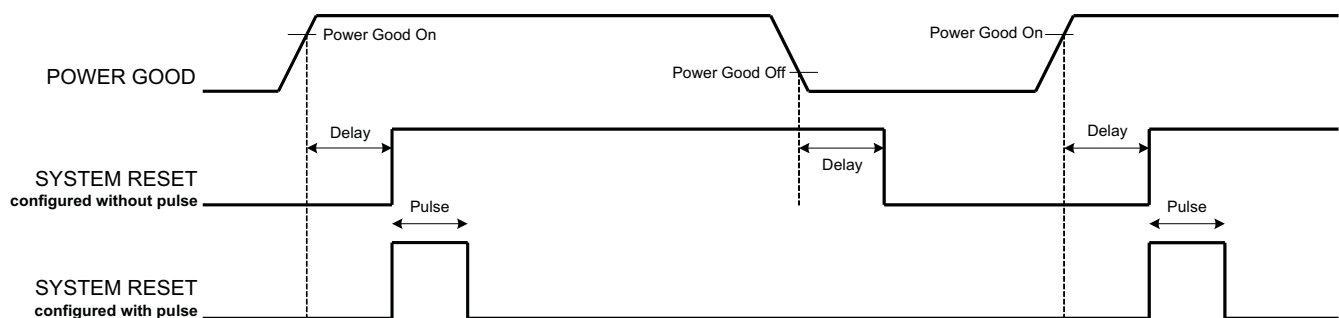 Power Good On
Power Good On
POWER GOOD
Power Good Off
Delay
Delay
Delay
SYSTEM RESET
configured without pulse
Pulse
Pulse
SYSTEM RESET
configured with pulse